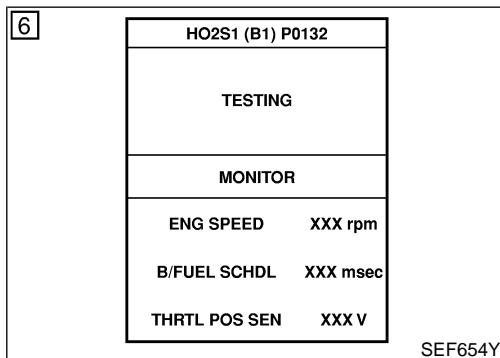 6
HO2S1 (B1) P0132
TESTING
MONITOR
ENG SPEED XXX rpm
B/FUEL SCHDL XXX msec
THRTL POS SEN XXX V
SEF654Y